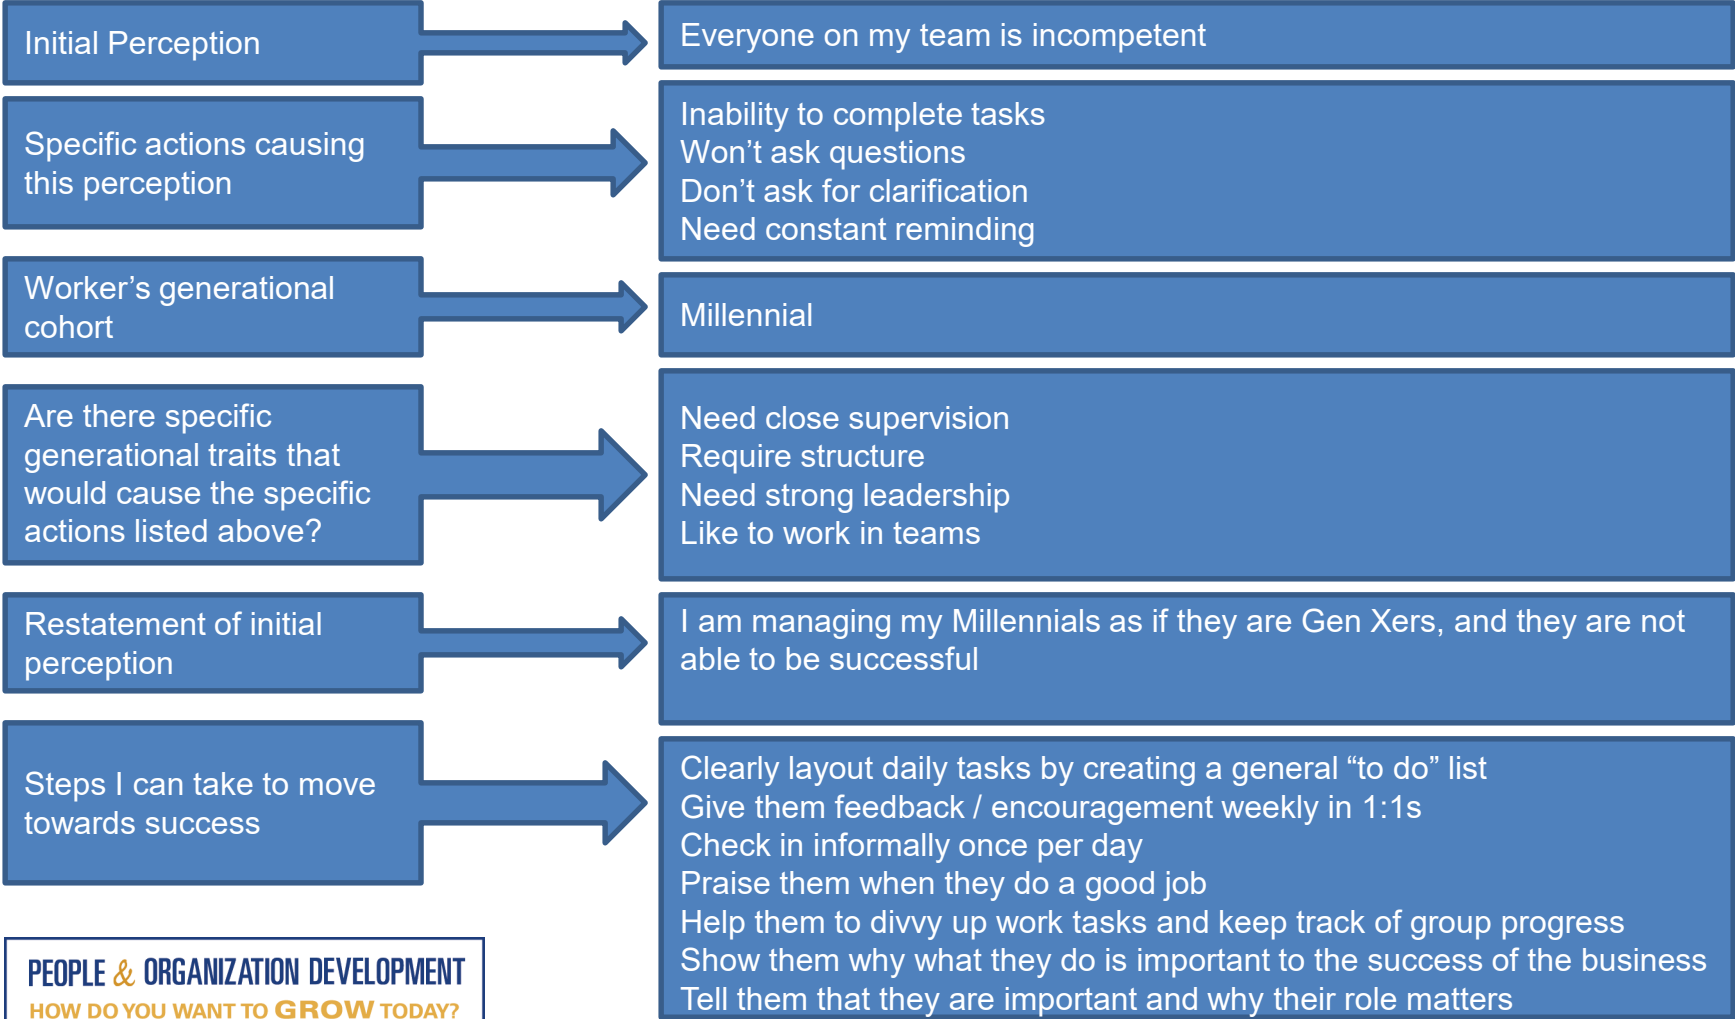 Initial Perception
Everyone on my team is incompetent
Specific actions causing
this perception
Inability to complete tasks
Won’t ask questions
Don’t ask for clarification
Need constant reminding
Worker’s generational
cohort
Millennial
Are there specific
generational traits that
would cause the specific
actions listed above?
Need close supervision
Require structure
Need strong leadership
Like to work in teams
Restatement of initial
perception
I am managing my Millennials as if they are Gen Xers, and they are not
able to be successful
Steps I can take to move
towards success
Clearly layout daily tasks by creating a general “to do” list
Give them feedback / encouragement weekly in 1:1s
Check in informally once per day
Praise them when they do a good job
Help them to divvy up work tasks and keep track of group progress
Show them why what they do is important to the success of the business
Tell them that they are important and why their role matters
PEOPLE & ORGANIZATION DEVELOPMENT
HOW DO YOU WANT TO GROW TODAY?